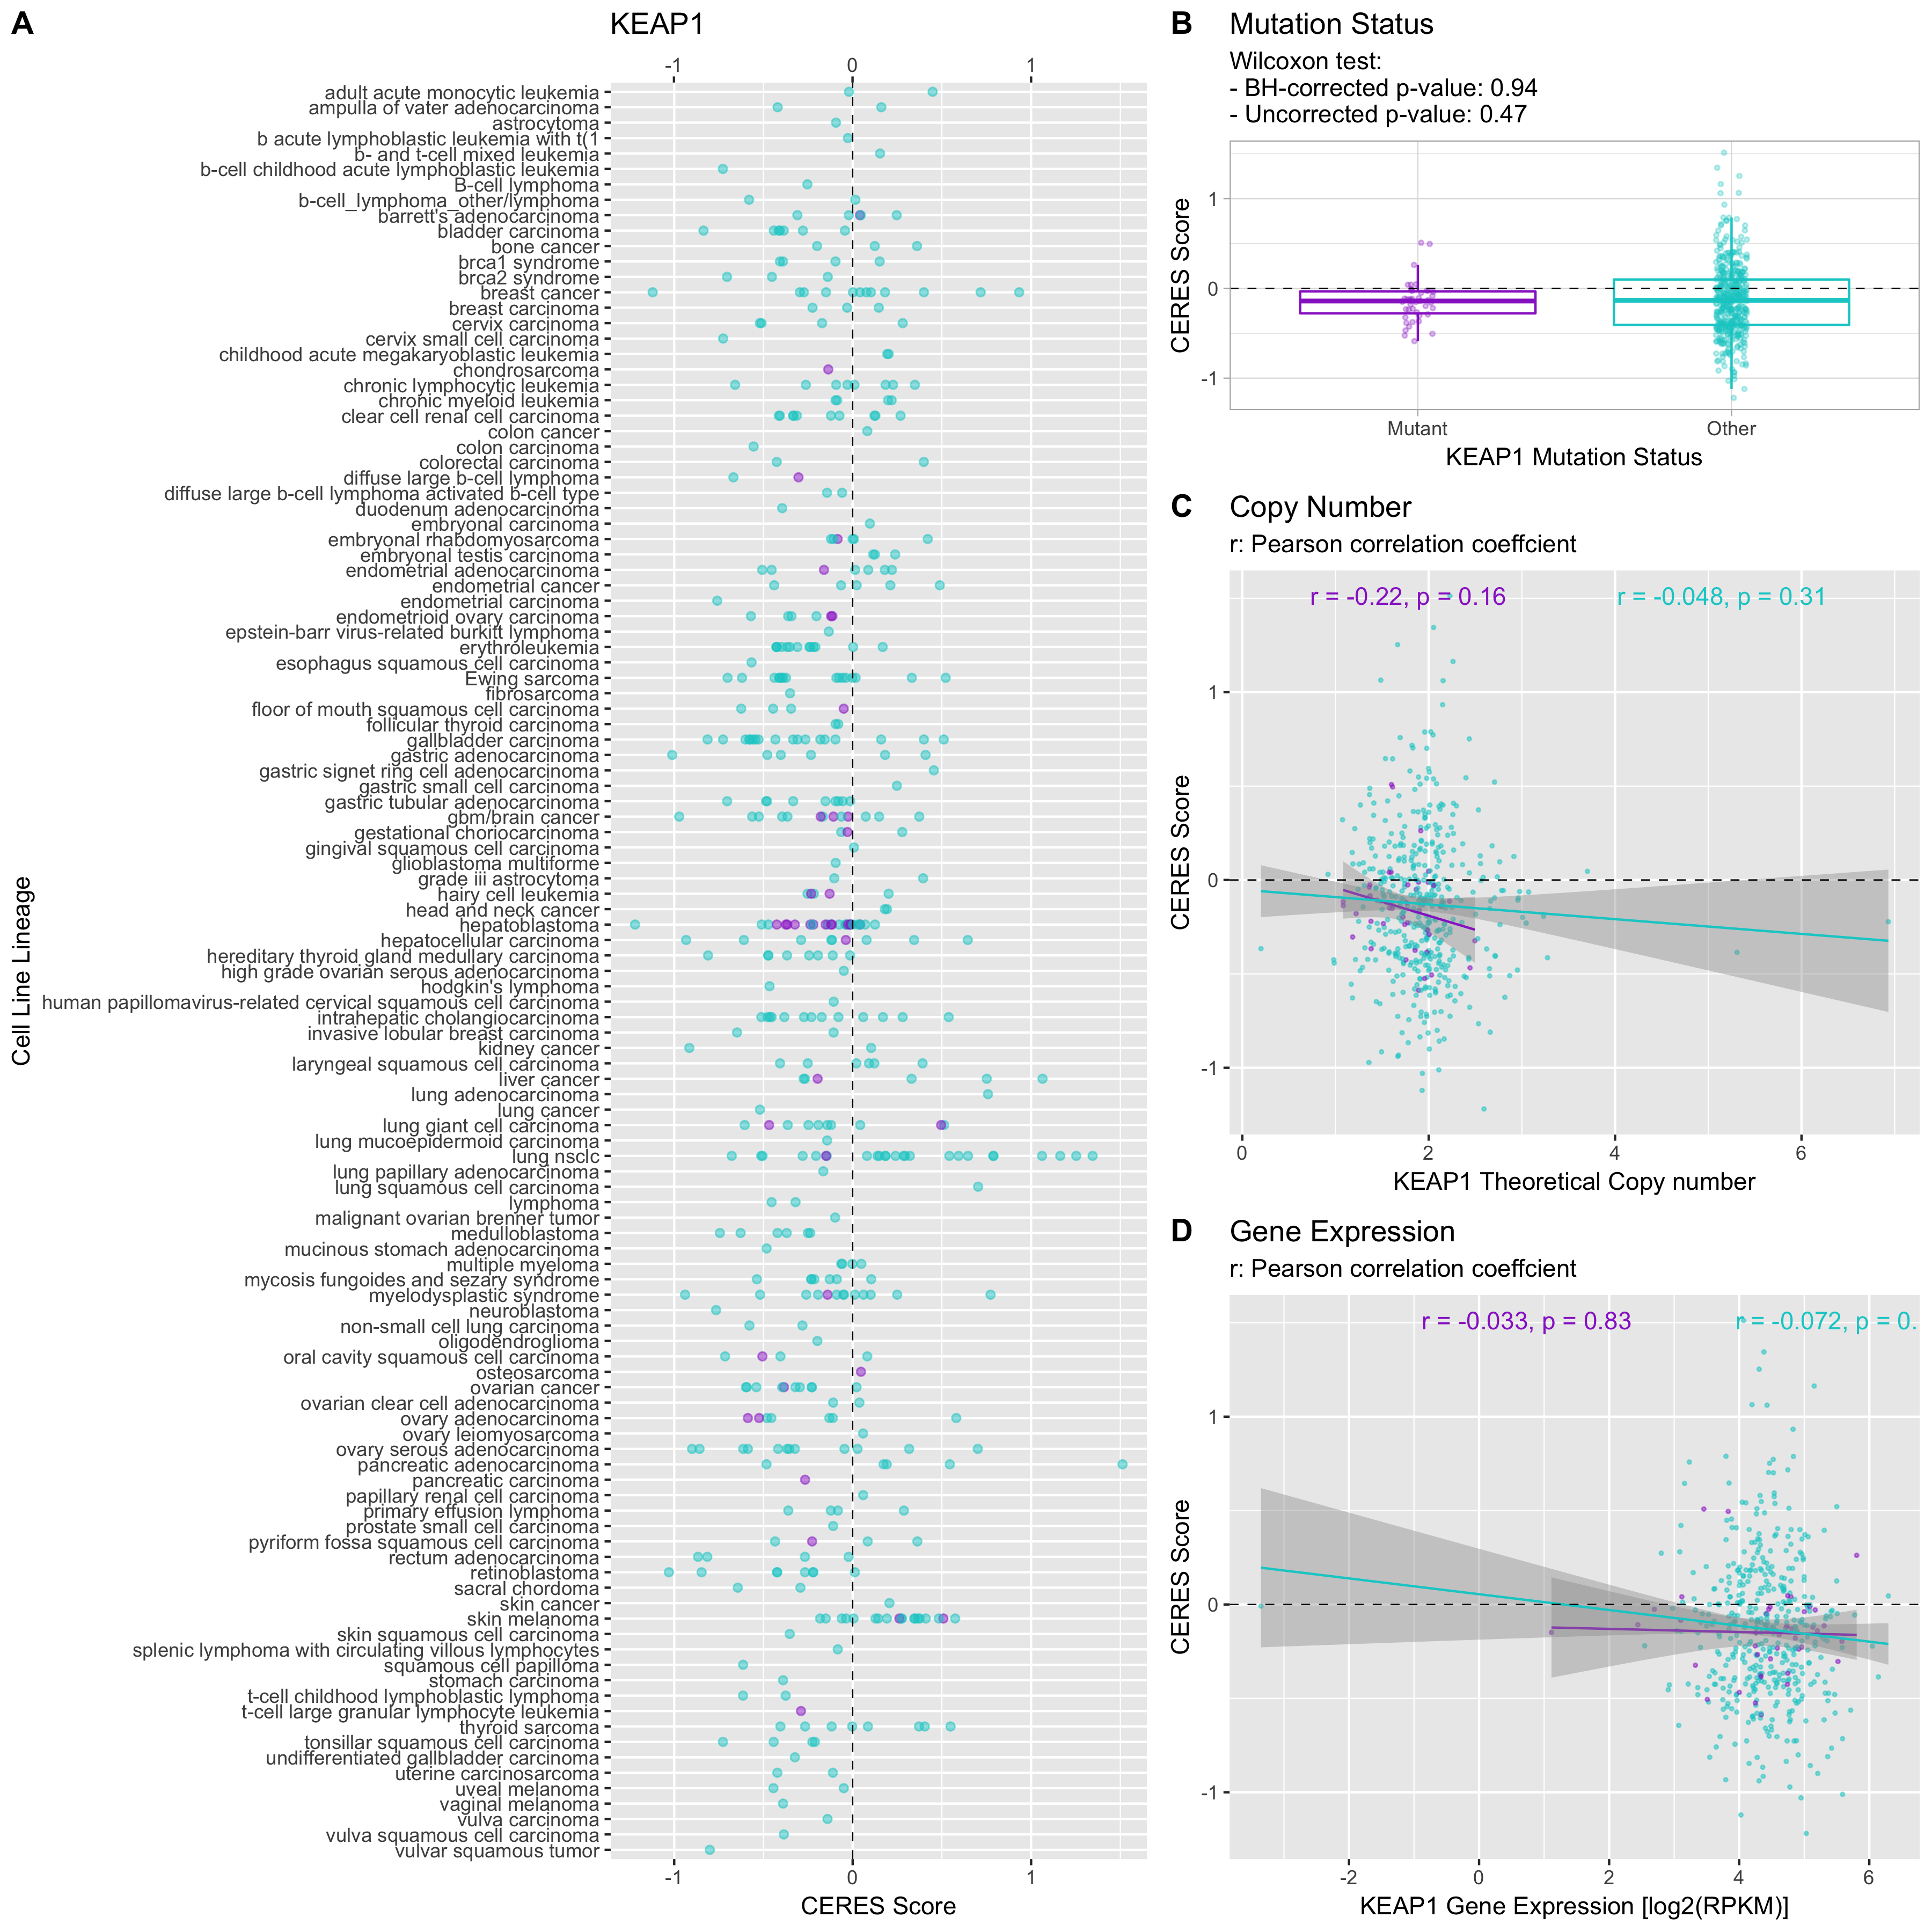 A
KEAP1
-1
0
1
adult acute monocytic leukemia
ampulla of vater adenocarcinoma
astrocytoma
b acute lymphoblastic leukemia with t(1
b- and t-cell mixed leukemia
b-cell childhood acute lymphoblastic leukemia
B-cell lymphoma
b-cell_lymphoma_other/lymphoma
barrett's adenocarcinoma
bladder carcinoma
bone cancer
brca1 syndrome
brca2 syndrome
breast cancer
breast carcinoma
cervix carcinoma
cervix small cell carcinoma
childhood acute megakaryoblastic leukemia
chondrosarcoma
chronic lymphocytic leukemia
chronic myeloid leukemia
clear cell renal cell carcinoma
colon cancer
colon carcinoma
colorectal carcinoma
diffuse large b-cell lymphoma
diffuse large b-cell lymphoma activated b-cell type
duodenum adenocarcinoma
embryonal carcinoma
embryonal rhabdomyosarcoma
embryonal testis carcinoma
endometrial adenocarcinoma
endometrial cancer
endometrial carcinoma
endometrioid ovary carcinoma
epstein-barr virus-related burkitt lymphoma
erythroleukemia
esophagus squamous cell carcinoma
Ewing sarcoma
fibrosarcoma
floor of mouth squamous cell carcinoma
follicular thyroid carcinoma
gallbladder carcinoma
gastric adenocarcinoma
gastric signet ring cell adenocarcinoma
gastric small cell carcinoma
gastric tubular adenocarcinoma
gbm/brain cancer
gestational choriocarcinoma
gingival squamous cell carcinoma
glioblastoma multiforme
grade iii astrocytoma
hairy cell leukemia
head and neck cancer
hepatoblastoma
hepatocellular carcinoma
hereditary thyroid gland medullary carcinoma
high grade ovarian serous adenocarcinoma
hodgkin's lymphoma
human papillomavirus-related cervical squamous cell carcinoma
intrahepatic cholangiocarcinoma
invasive lobular breast carcinoma
kidney cancer
laryngeal squamous cell carcinoma
liver cancer
lung adenocarcinoma
lung cancer
lung giant cell carcinoma
lung mucoepidermoid carcinoma
lung nsclc
lung papillary adenocarcinoma
lung squamous cell carcinoma
lymphoma
malignant ovarian brenner tumor
medulloblastoma
mucinous stomach adenocarcinoma
multiple myeloma
mycosis fungoides and sezary syndrome
myelodysplastic syndrome
neuroblastoma
non-small cell lung carcinoma
oligodendroglioma
oral cavity squamous cell carcinoma
osteosarcoma
ovarian cancer
ovarian clear cell adenocarcinoma
ovary adenocarcinoma
ovary leiomyosarcoma
ovary serous adenocarcinoma
pancreatic adenocarcinoma
pancreatic carcinoma
papillary renal cell carcinoma
primary effusion lymphoma
prostate small cell carcinoma
pyriform fossa squamous cell carcinoma
rectum adenocarcinoma
retinoblastoma
sacral chordoma
skin cancer
skin melanoma
skin squamous cell carcinoma
splenic lymphoma with circulating villous lymphocytes
squamous cell papilloma
stomach carcinoma
t-cell childhood lymphoblastic lymphoma
t-cell large granular lymphocyte leukemia
thyroid sarcoma
tonsillar squamous cell carcinoma
undifferentiated gallbladder carcinoma
uterine carcinosarcoma
uveal melanoma
vaginal melanoma
vulva carcinoma
vulva squamous cell carcinoma
vulvar squamous tumor
-1
0
1
CERES Score
Cell Line Lineage
B
Mutation Status
Wilcoxon test:
- BH-corrected p-value: 0.94
- Uncorrected p-value: 0.47
1
0
-1
CERES Score
Mutant
Other
KEAP1 Mutation Status
C
Copy Number
r: Pearson correlation coeffcient
r = -0.22, p = 0.16
r = -0.048, p = 0.31
1
0
-1
CERES Score
0
2
4
6
KEAP1 Theoretical Copy number
D
Gene Expression
r: Pearson correlation coeffcient
r = -0.033, p = 0.83
r = -0.072, p = 0.
1
0
-1
CERES Score
-2
0
2
4
6
KEAP1 Gene Expression [log2(RPKM)]